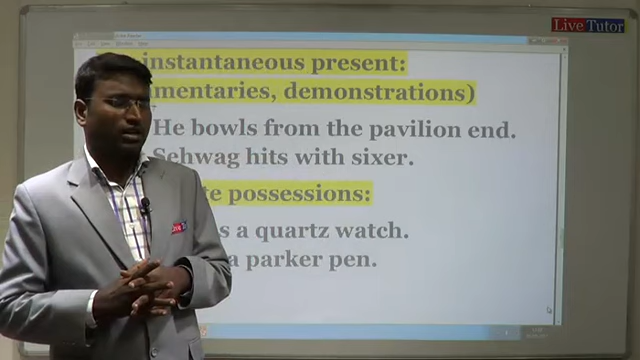 Live Tutor
instantaneous present:
mentaries, demonstrations)
He bowls from the pavilion end.
Sehwag hits with sixer.
te possessions:
s a quartz watch.
a parker pen.